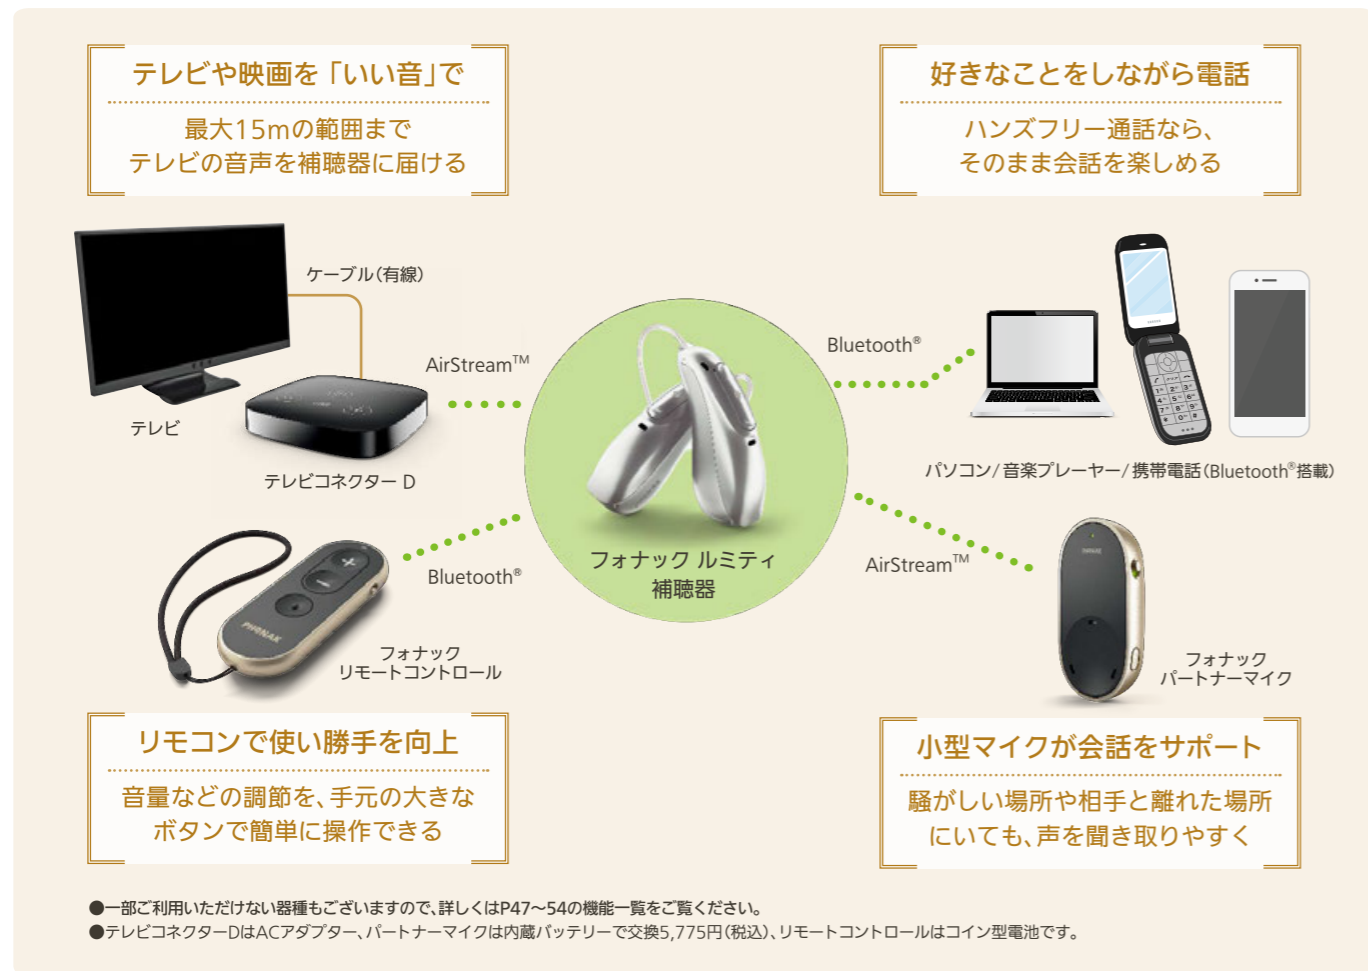 テレビや映画を「いい音」で
最大15mの範囲まで
テレビの音声を補聴器に届ける
好きなことをしながら電話
ハンズフリー通話なら、
そのまま会話を楽しめる
ケーブル(有線)
AirStream™
テレビ
テレビコネクター D
Bluetooth®
パソコン/音楽プレーヤー/携帯電話(Bluetooth®搭載)
フォナック ルミティ
補聴器
Bluetooth®
PHONAK
フォナック
リモートコントロール
AirStream™
PHONAK
フォナック
パートナーマイク
リモコンで使い勝手を向上
音量などの調節を、手元の大きな
ボタンで簡単に操作できる
小型マイクが会話をサポート
騒がしい場所や相手と離れた場所
にいても、声を聞き取りやすく
●一部ご利用いただけない器種もございますので、詳しくはP47〜54の機能一覧をご覧ください。
●テレビコネクターDはACアダプター、パートナーマイクは内蔵バッテリーで交換5,775円(税込)、リモートコントロールはコイン型電池です。